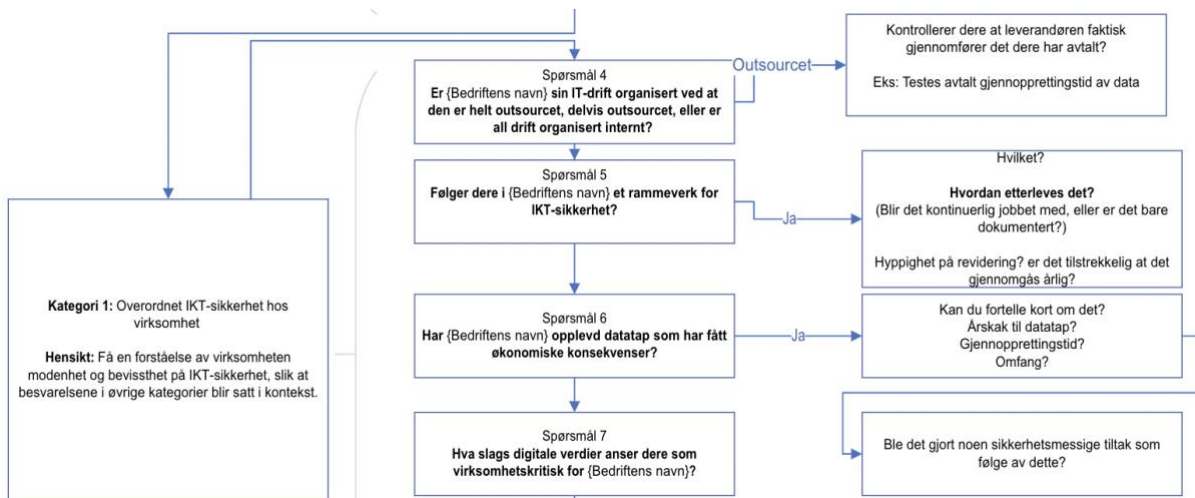 Spørsmål 4
Er {Bedriftens navn} sin IT-drift organisert ved at
den er helt outsourcet, delvis outsourcet, eller er
all drift organisert internt?
Outsourcet
Kontrollerer dere at leverandøren faktisk
gjennomfører det dere har avtalt?
Eks: Testes avtalt gjennopprettingstid av data
Spørsmål 5
Følger dere i {Bedriftens navn} et rammeverk for
IKT-sikkerhet?
Ja
Hvilket?
Hvordan etterleves det?
(Blir det kontinuerlig jobbet med, eller er det bare
dokumentert?)
Hyppighet på revidering? er det tilstrekkelig at det
gjennomgås årlig?
Kategori 1: Overordnet IKT-sikkerhet hos
virksomhet
Hensikt: Få en forståelse av virksomheten
modenhet og bevissthet på IKT-sikkerhet, slik at
besvarelsene i øvrige kategorier blir satt i kontekst.
Spørsmål 6
Har {Bedriftens navn} opplevd datatap som har fått
økonomiske konsekvenser?
Ja
Kan du fortelle kort om det?
Årskak til datatap?
Gjennopprettingstid?
Omfang?
Spørsmål 7
Hva slags digitale verdier anser dere som
virksomhetskritisk for {Bedriftens navn}?
Ble det gjort noen sikkerhetsmessige tiltak som
følge av dette?